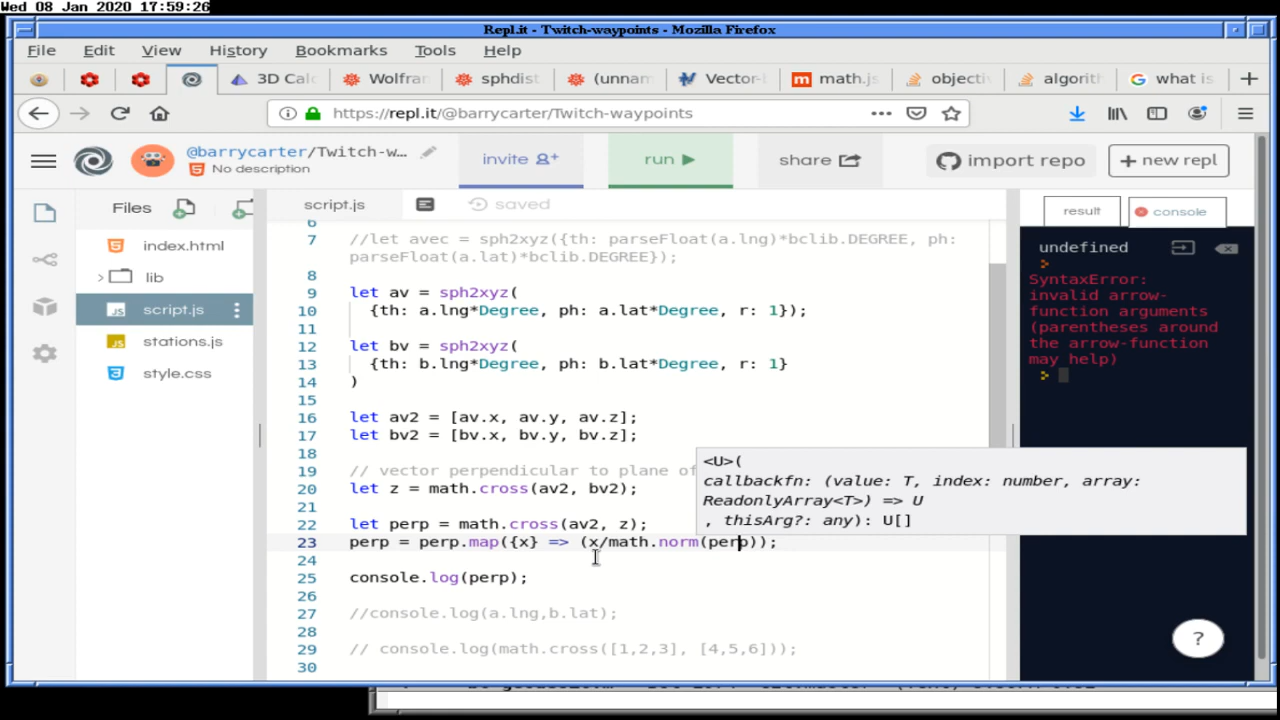 Wed 08 Jan 2020 17:59:26
Repl.it - Twitch-waypoints - Mozilla Firefox
File Edit View History Bookmarks Tools Help
3D Calc Wolfran sphdist (unnam Vector- math.js objecti algorith what is
https://repl.it/@barrycarter/Twitch-waypoints
@barrycarter/Twitch-w...
No description
invite
run
share
import repo
+ new repl
Files
index.html
lib
script.js
stations.js
style.css
script.js
saved
6
7 //let avec = sph2xyz({th: parseFloat(a.lng)*bclib.DEGREE, ph:
parseFloat(a.lat)*bclib.DEGREE});
8
9 let av = sph2xyz(
10 {th: a.lng*Degree, ph: a.lat*Degree, r: 1});
11
12 let bv = sph2xyz(
13 {th: b.lng*Degree, ph: b.lat*Degree, r: 1}
14 )
15
16 let av2 = [av.x, av.y, av.z];
17 let bv2 = [bv.x, bv.y, bv.z];
18
19 // vector perpendicular to plane of
20 let z = math.cross(av2, bv2);
21
22 let perp = math.cross(av2, z);
23 perp = perp.map({x} => (x/math.norm(perp));
24
25 console.log(perp);
26
27 //console.log(a.lng,b.lat);
28
29 // console.log(math.cross([1,2,3], [4,5,6]));
30
<U>(
callbackfn: (value: T, index: number, array:
ReadonlyArray<T>) => U
, thisArg?: any): U[]
result
console
undefined
>
SyntaxError:
invalid arrow-
function arguments
(parentheses around
the arrow-function
may help)
>
?